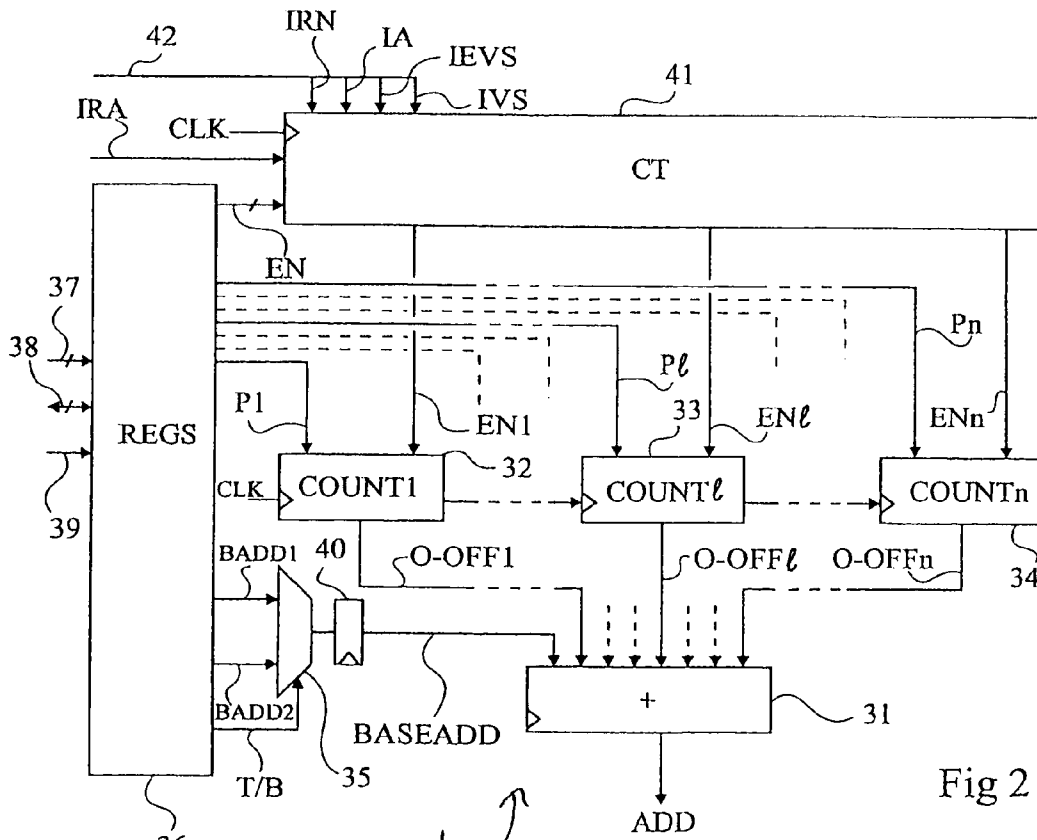 42
IRN
IA
IEVS
IVS
41
IRA
CLK
CT
EN
37
38
REGS
39
P1
EN1
32
Pℓ
33
ENℓ
Pn
ENn
CLK
COUNT1
COUNTℓ
COUNTn
34
BADD1
40
O-OFF1
O-OFFℓ
O-OFFn
BADD2
35
BASEADD
+
31
T/B
ADD
Fig 2